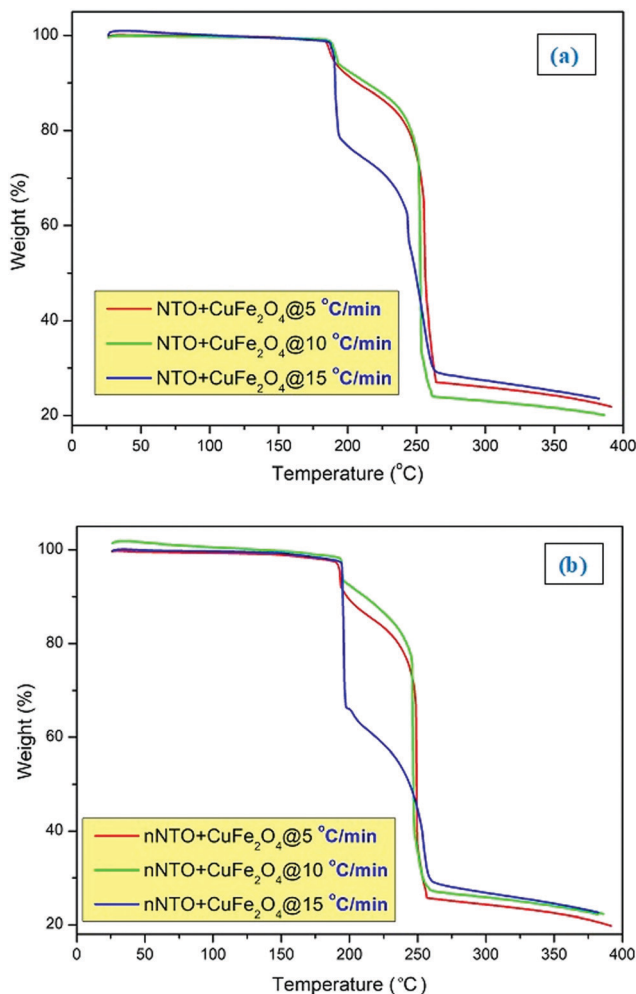 (a)
100
80
60
40
20
Weight (%)
NTO+CuFe₂O₄@5 °C/min
NTO+CuFe₂O₄@10 °C/min
NTO+CuFe₂O₄@15 °C/min
0 50 100 150 200 250 300 350 400
Temperature (°C)
(b)
100
80
60
40
20
Weight (%)
nNTO+CuFe₂O₄@5 °C/min
nNTO+CuFe₂O₄@10 °C/min
nNTO+CuFe₂O₄@15 °C/min
0 50 100 150 200 250 300 350 400
Temperature (°C)